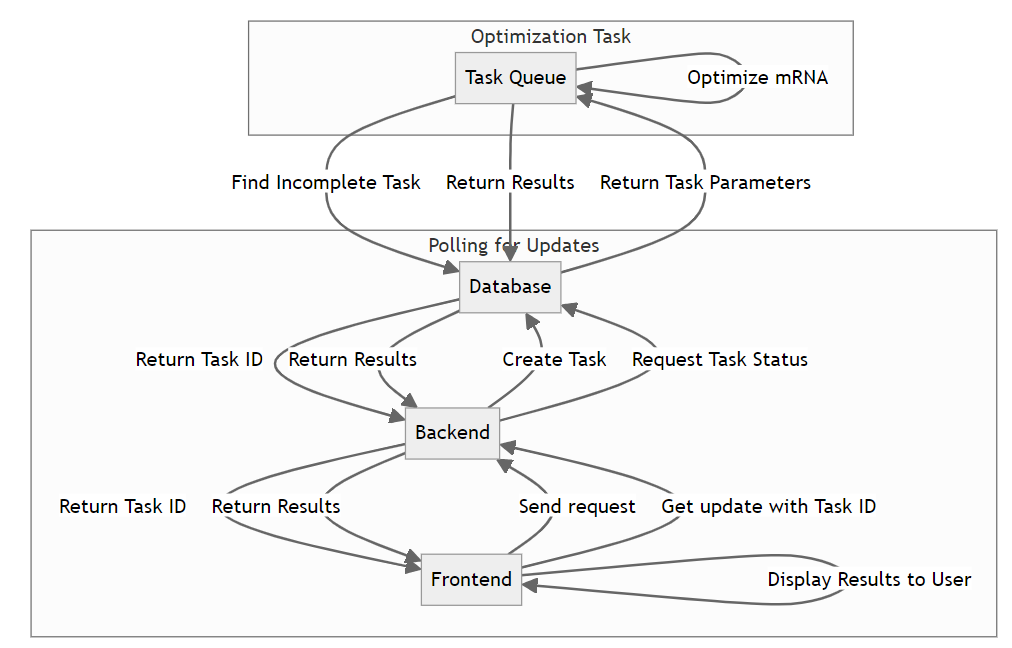 Optimization Task
Task Queue
Optimize mRNA
Find Incomplete Task
Return Results
Return Task Parameters
Polling for Updates
Database
Return Task ID
Return Results
Create Task
Request Task Status
Backend
Return Task ID
Return Results
Send request
Get update with Task ID
Frontend
Display Results to User